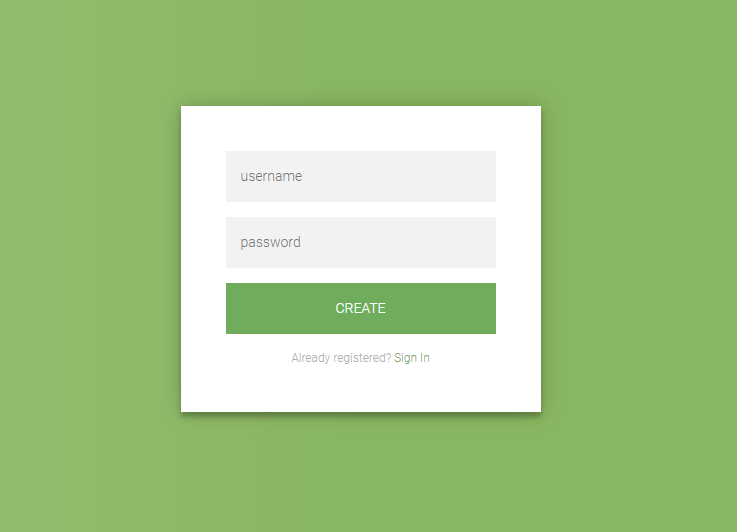 username
password
CREATE
Already registered? Sign In